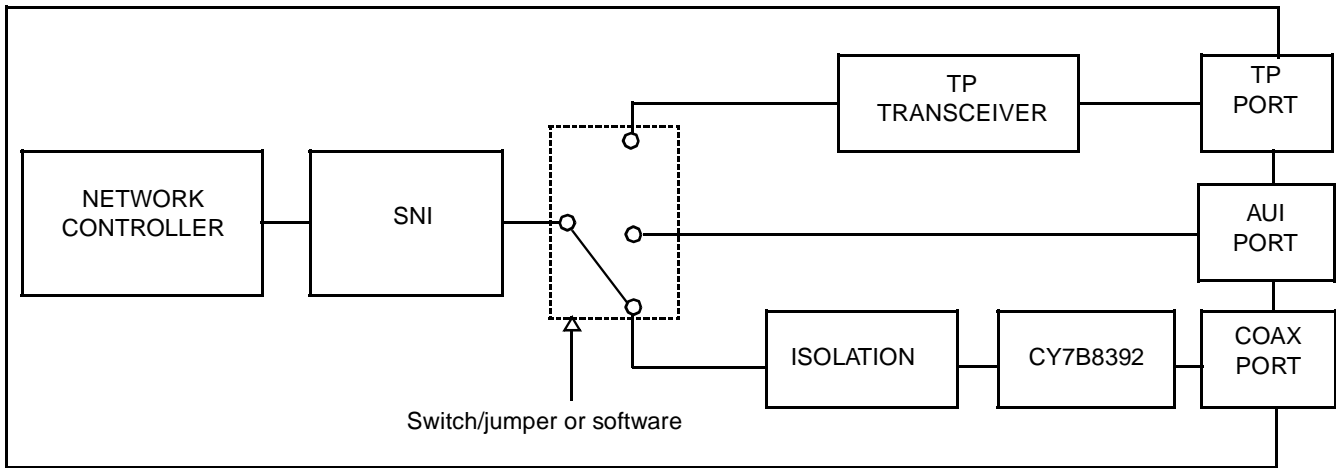 TP
TRANSCEIVER
TP
PORT
NETWORK
CONTROLLER
SNI
AUI
PORT
ISOLATION
CY7B8392
COAX
PORT
Switch/jumper or software